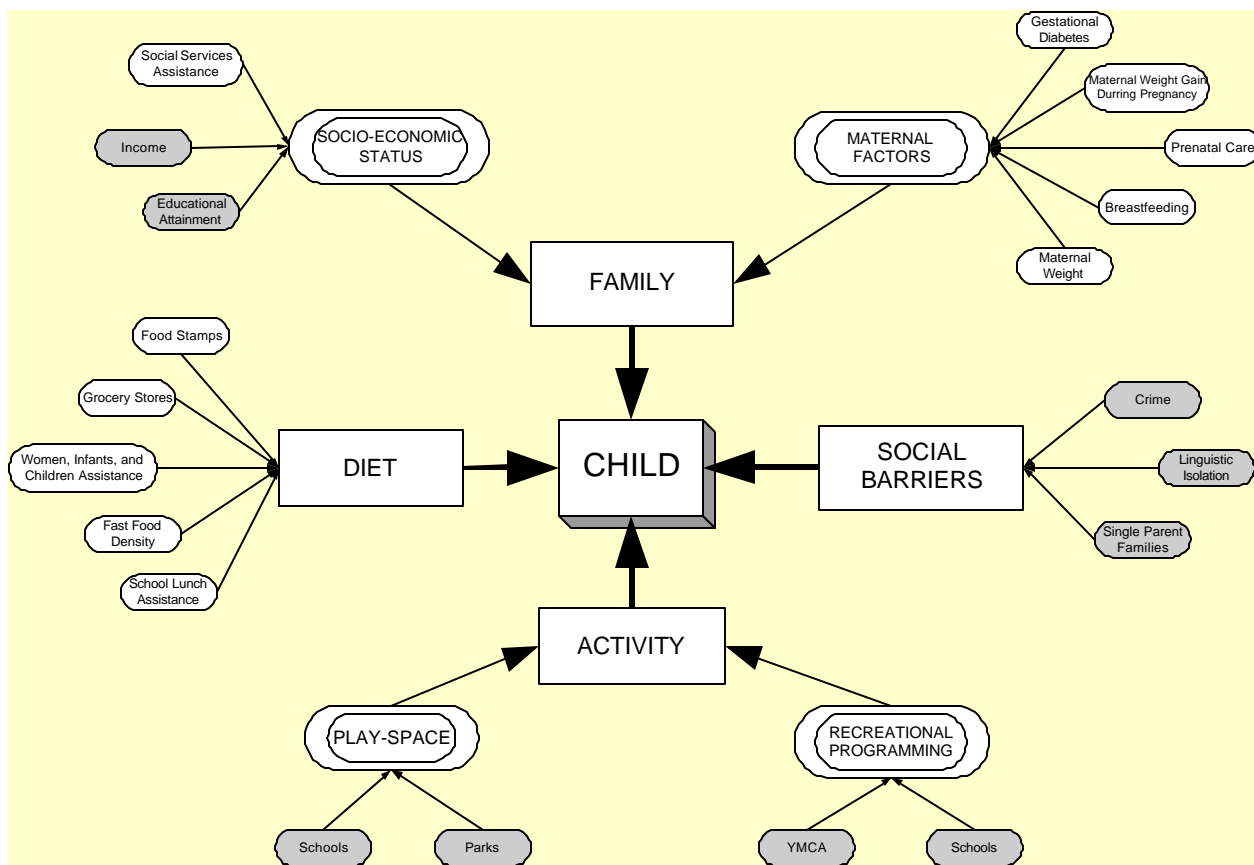 Gestational
Diabetes
Social Services
Assistance
Maternal Weight Gain
Durring Pregnancy
SOCIO-ECONOMIC
STATUS
MATERNAL
FACTORS
Income
Prenatal Care
Educational
Attainment
Breastfeeding
Maternal
Weight
FAMILY
Food Stamps
Grocery Stores
Crime
Women, Infants, and
Children Assistance
DIET
CHILD
SOCIAL
BARRIERS
Linguistic
Isolation
Fast Food
Density
Single Parent
Families
School Lunch
Assistance
ACTIVITY
PLAY-SPACE
RECREATIONAL
PROGRAMMING
Schools
Parks
YMCA
Schools